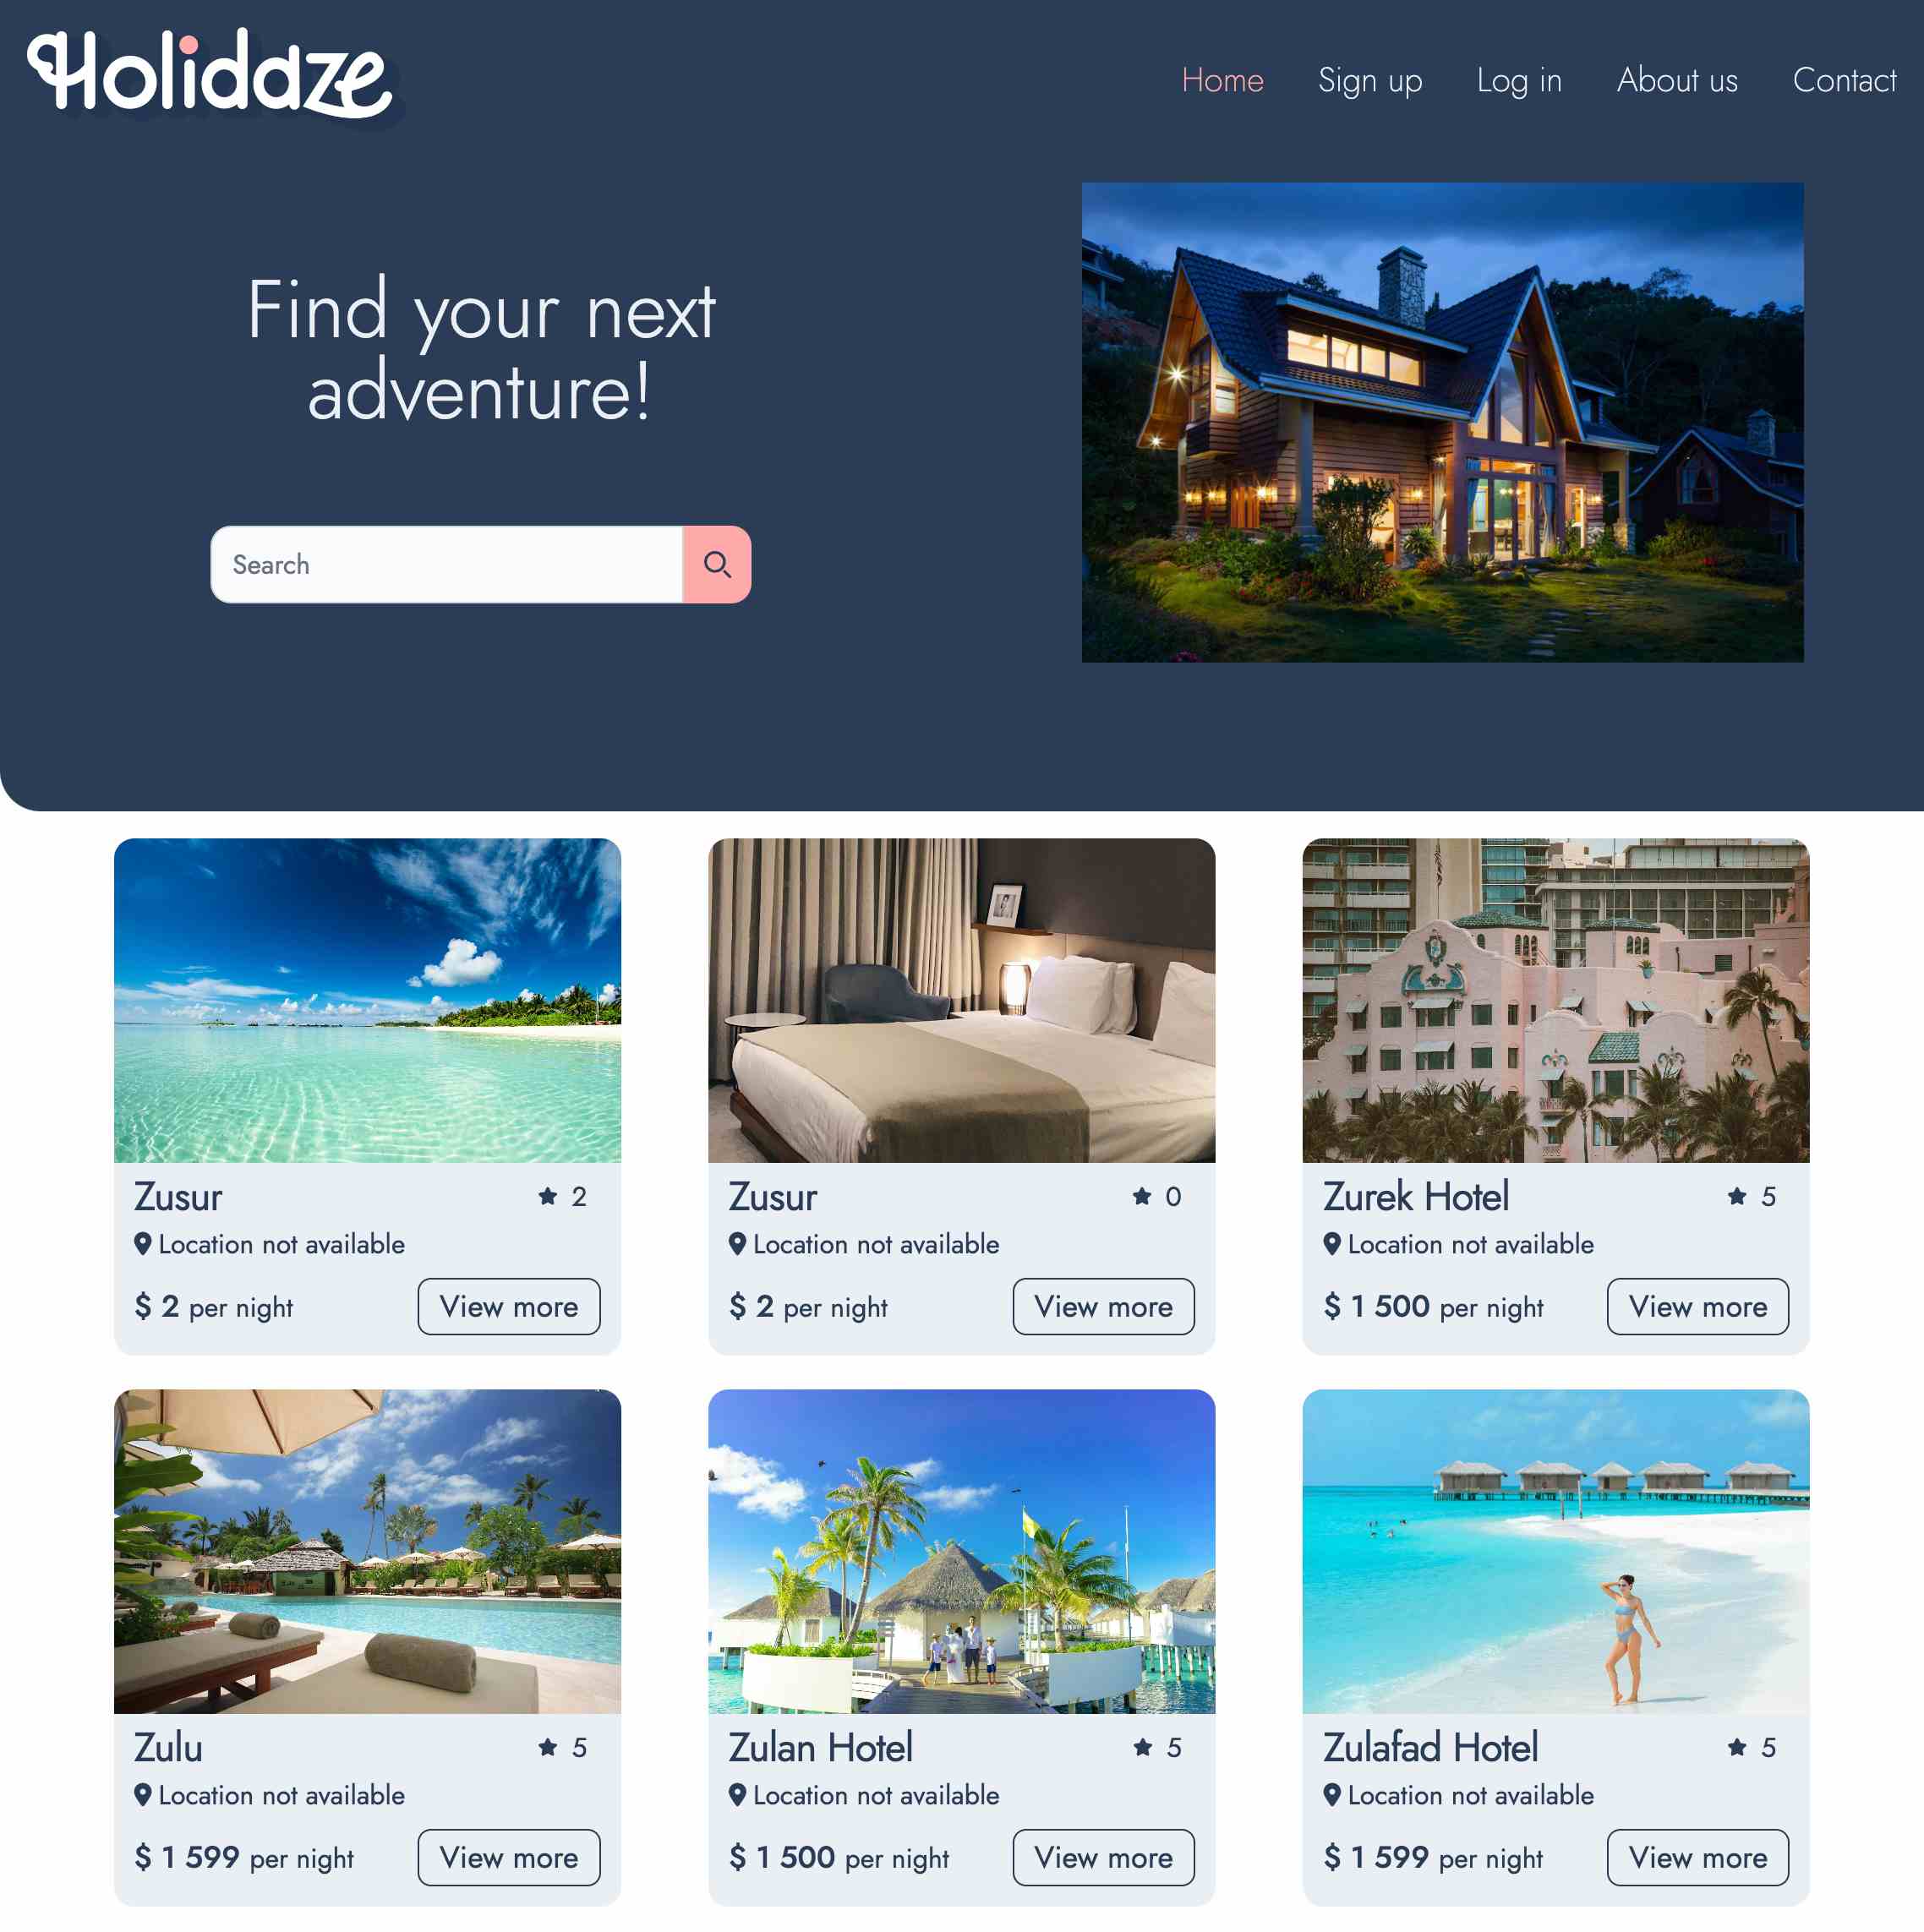 Holidaze
Home Sign up Log in About us Contact
Find your next
adventure!
Search
Zusur 2
Location not available
$ 2 per night View more
Zusur 0
Location not available
$ 2 per night View more
Zurek Hotel 5
Location not available
$ 1 500 per night View more
Zulu 5
Location not available
$ 1 599 per night View more
Zulan Hotel 5
Location not available
$ 1 500 per night View more
Zulafad Hotel 5
Location not available
$ 1 599 per night View more